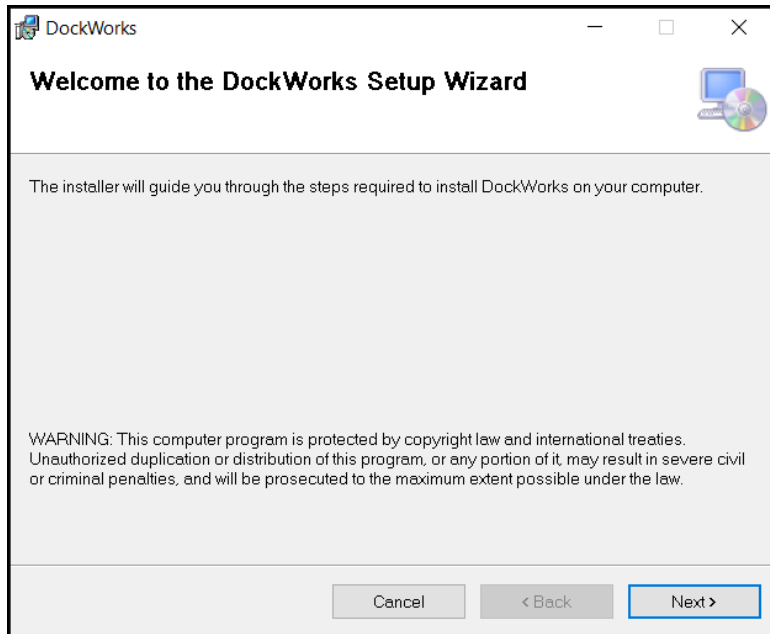 DockWorks
Welcome to the DockWorks Setup Wizard
The installer will guide you through the steps required to install DockWorks on your computer.
WARNING: This computer program is protected by copyright law and international treaties.
Unauthorized duplication or distribution of this program, or any portion of it, may result in severe civil
or criminal penalties, and will be prosecuted to the maximum extent possible under the law.
Cancel
< Back
Next >